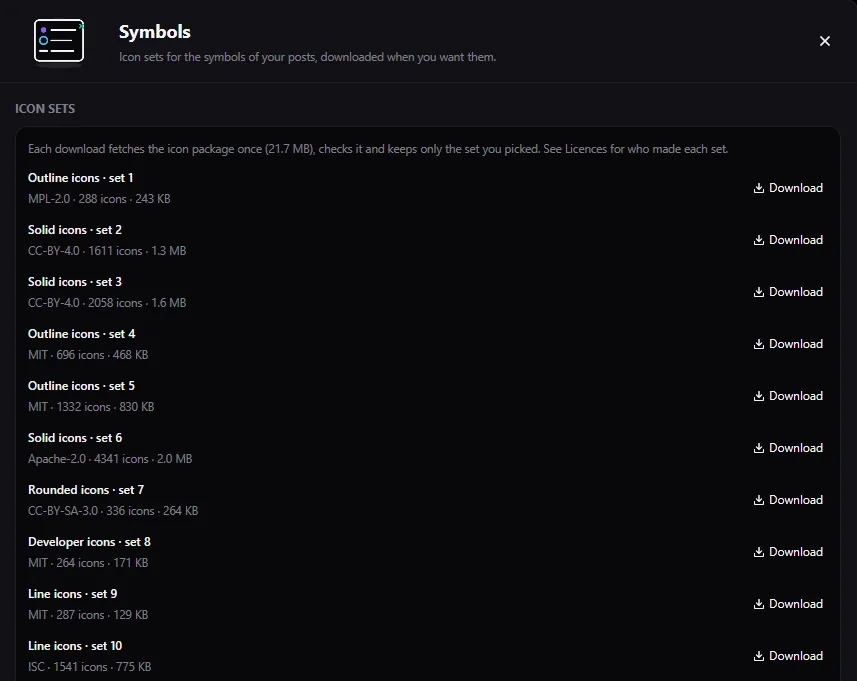 Symbols
Icon sets for the symbols of your posts, downloaded when you want them.
ICON SETS
Each download fetches the icon package once (21.7 MB), checks it and keeps only the set you picked. See Licences for who made each set.
Outline icons · set 1
MPL-2.0 · 288 icons · 243 KB
Download
Solid icons · set 2
CC-BY-4.0 · 1611 icons · 1.3 MB
Download
Solid icons · set 3
CC-BY-4.0 · 2058 icons · 1.6 MB
Download
Outline icons · set 4
MIT · 696 icons · 468 KB
Download
Outline icons · set 5
MIT · 1332 icons · 830 KB
Download
Solid icons · set 6
Apache-2.0 · 4341 icons · 2.0 MB
Download
Rounded icons · set 7
CC-BY-SA-3.0 · 336 icons · 264 KB
Download
Developer icons · set 8
MIT · 264 icons · 171 KB
Download
Line icons · set 9
MIT · 287 icons · 129 KB
Download
Line icons · set 10
ISC · 1541 icons · 775 KB
Download